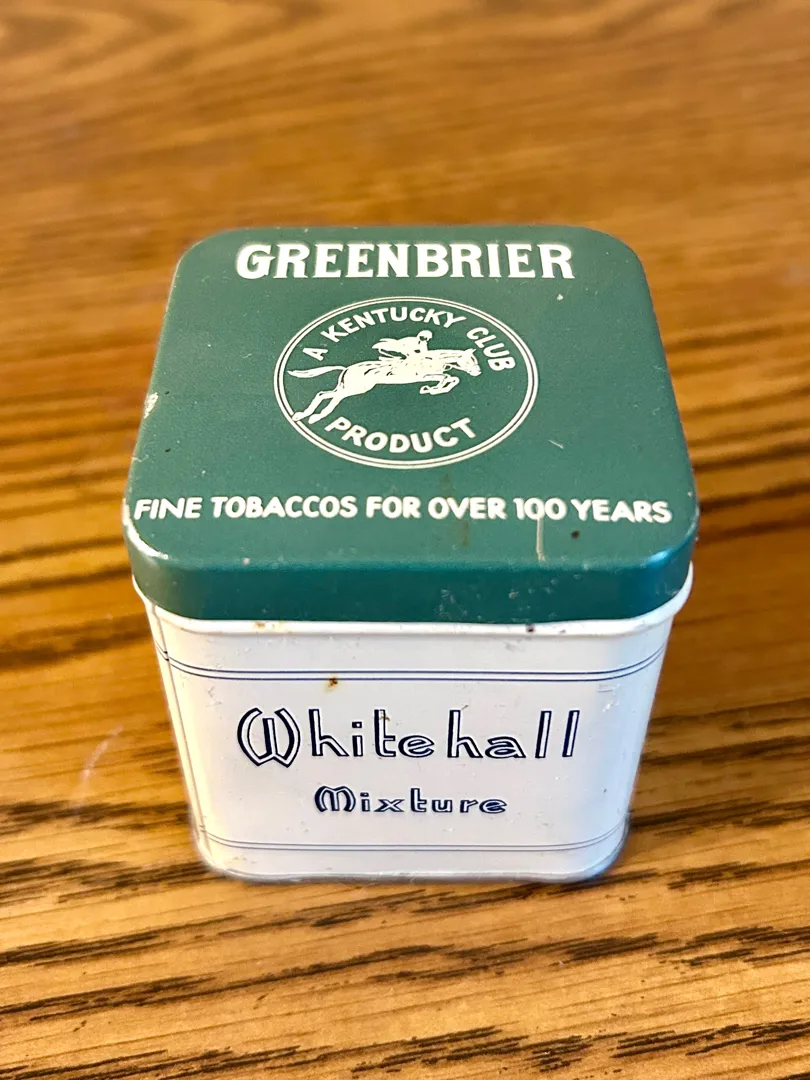 GREENBRIER
A KENTUCKY CLUB
PRODUCT
FINE TOBACCOS FOR OVER 100 YEARS
Whitehall
Mixture